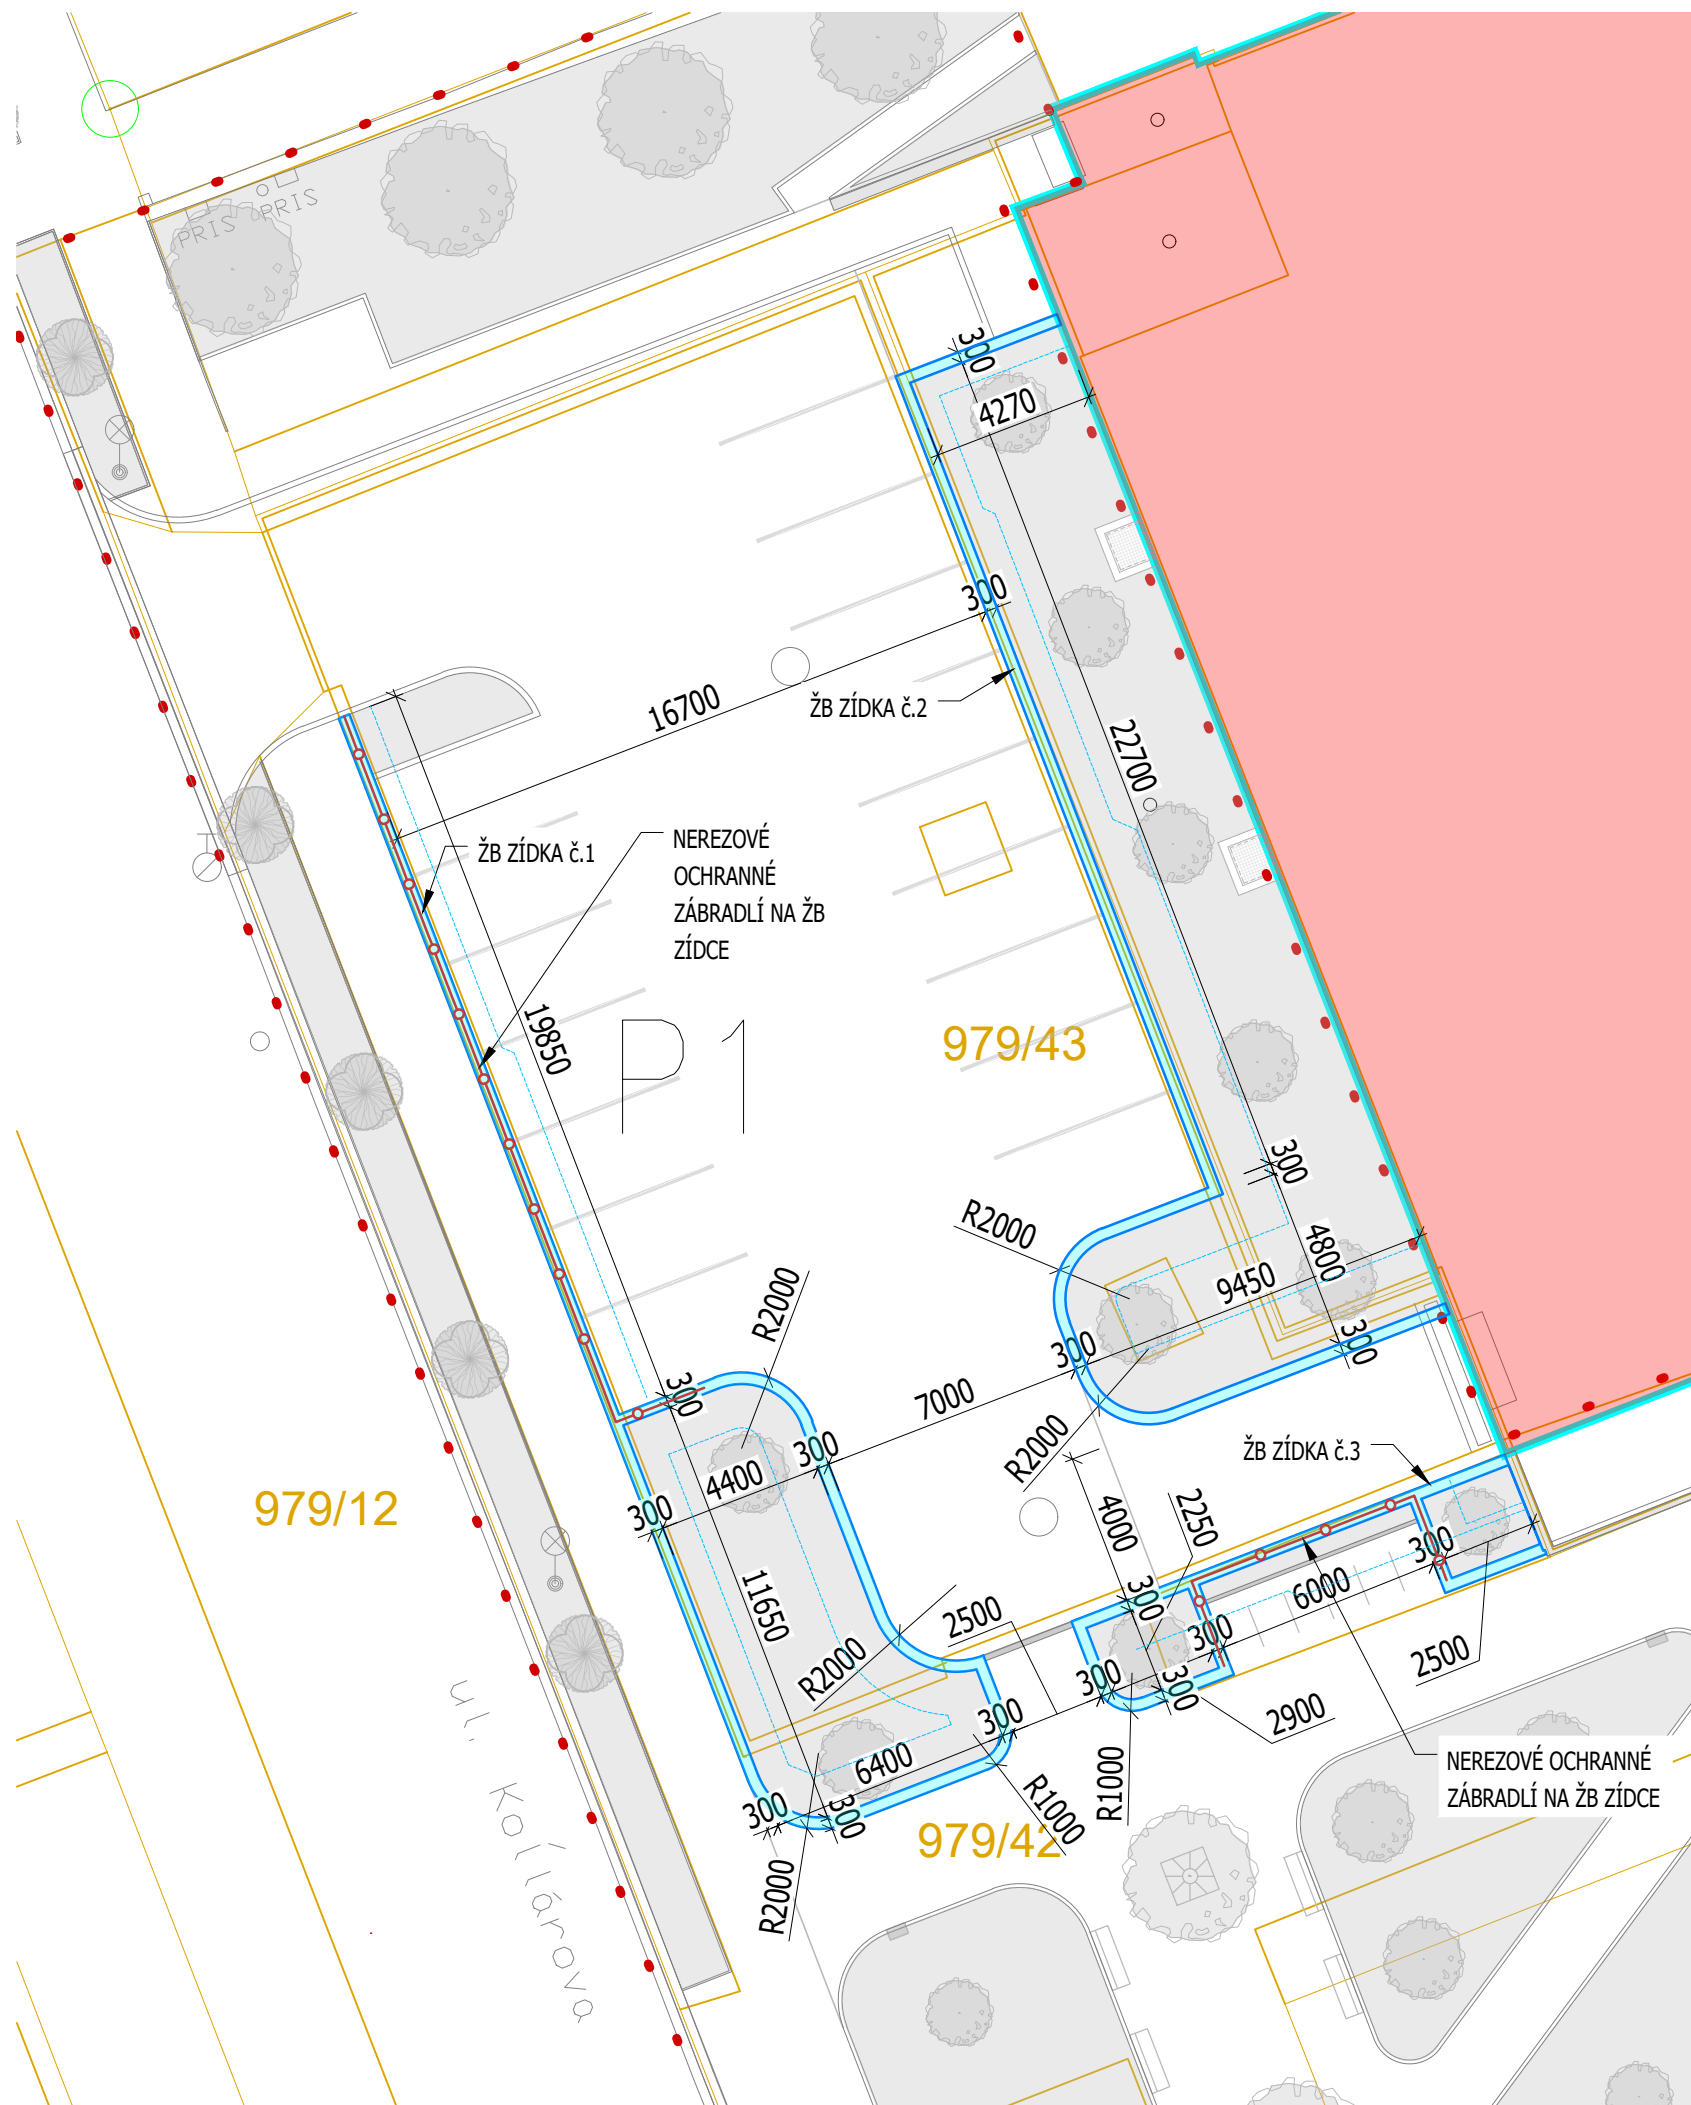 PRIS
PRIS
300
4270
300
16700
ŽB ZÍDKA č.2
22700
ŽB ZÍDKA č.1
NEREZOVÉ
OCHRANNÉ
ZÁBRADLÍ NA ŽB
ZÍDCE
19850
P1
979/43
300
R2000
4800
9450
R2000
300
300
300
7000
R2000
ŽB ZÍDKA č.3
300
4400
300
979/12
4000
2250
300
6000
300
11650
2500
300
300
R2000
300
300
2500
2900
300
6400
R1000
R1000
NEREZOVÉ OCHRANNÉ
ZÁBRADLÍ NA ŽB ZÍDCE
300
300
979/42
R2000
ul. Kollárova